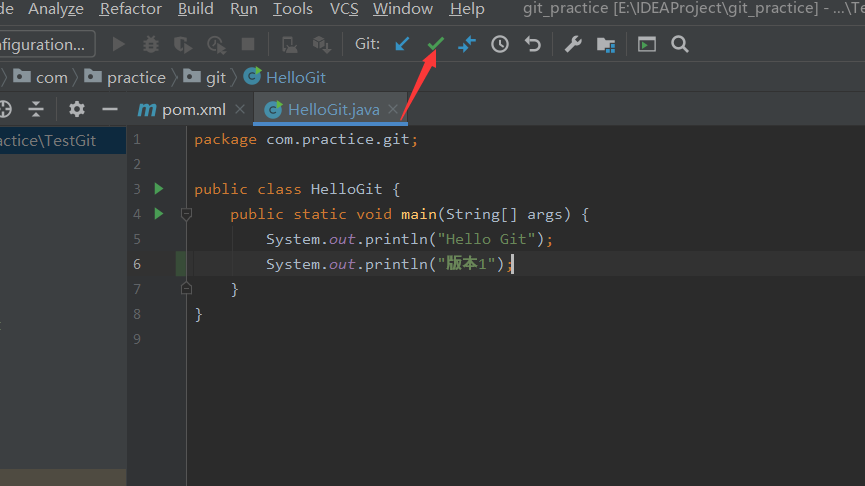 de Analyze Refactor Build Run Tools VCS Window Help git_practice [E:\IDEAProject\git_practice] - ...\Te
nfiguration... Git:
com practice git HelloGit
pom.xml HelloGit.java
actice\TestGit
1 package com.practice.git;
2
3 public class HelloGit {
4 public static void main(String[] args) {
5 System.out.println("Hello Git");
6 System.out.println("版本1");
7 }
8 }
9